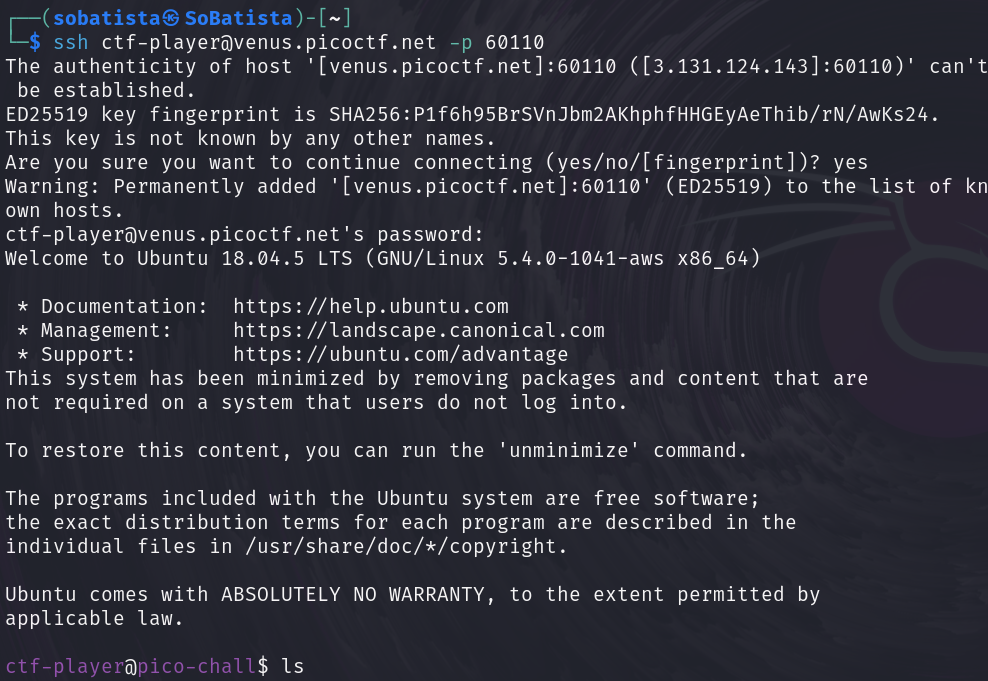 ┌──(sobatista㉿SoBatista)-[~]
└─$ ssh ctf-player@venus.picoctf.net -p 60110
The authenticity of host '[venus.picoctf.net]:60110 ([3.131.124.143]:60110)' can't
 be established.
ED25519 key fingerprint is SHA256:P1f6h95BrSVnJbm2AKhphfHHGEyAeThib/rN/AwKs24.
This key is not known by any other names.
Are you sure you want to continue connecting (yes/no/[fingerprint])? yes
Warning: Permanently added '[venus.picoctf.net]:60110' (ED25519) to the list of kn
own hosts.
ctf-player@venus.picoctf.net's password:
Welcome to Ubuntu 18.04.5 LTS (GNU/Linux 5.4.0-1041-aws x86_64)

 * Documentation:  https://help.ubuntu.com
 * Management:     https://landscape.canonical.com
 * Support:        https://ubuntu.com/advantage
This system has been minimized by removing packages and content that are
not required on a system that users do not log into.

To restore this content, you can run the 'unminimize' command.

The programs included with the Ubuntu system are free software;
the exact distribution terms for each program are described in the
individual files in /usr/share/doc/*/copyright.

Ubuntu comes with ABSOLUTELY NO WARRANTY, to the extent permitted by
applicable law.

ctf-player@pico-chall$ ls